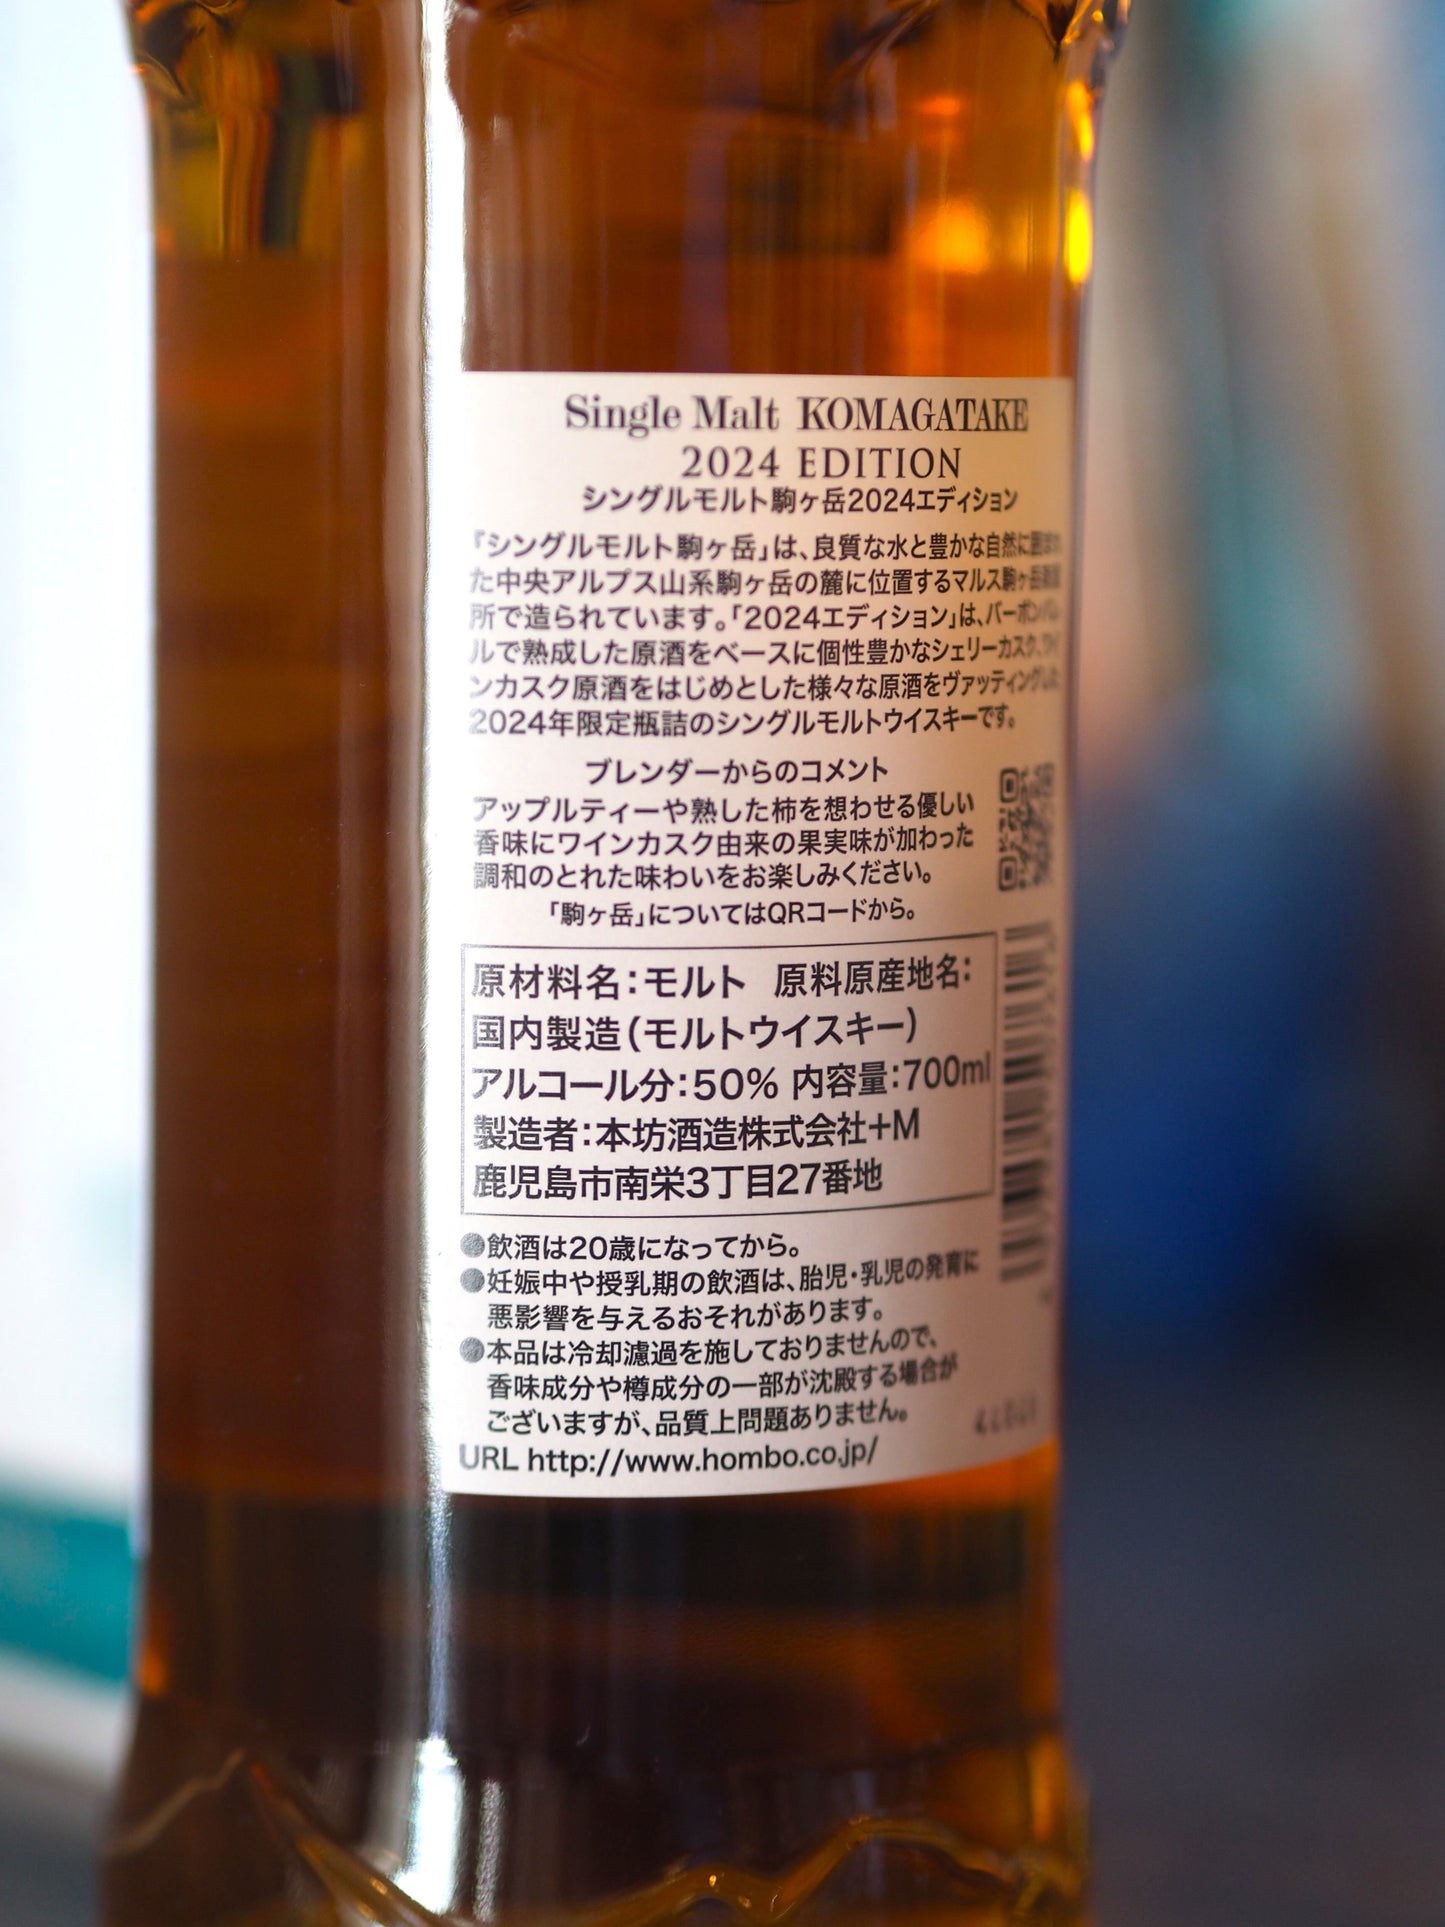 Single Malt KOMAGATAKE
2024 EDITION
シングルモルト駒ヶ岳2024エディション
『シングルモルト駒ヶ岳」は、良質な水と豊かな自然に囲まれ
た中央アルプス山系駒ヶ岳の麓に位置するマルス駒ヶ岳蒸溜
所で造られています。「2024エディション」は、バーボンバレ
ルで熟成した原酒をベースに個性豊かなシェリーカスク、ワイ
ンカスク原酒をはじめとした様々な原酒をヴァッティングした
2024年限定瓶詰のシングルモルトウイスキーです。
ブレンダーからのコメント
アップルティーや熟した柿を想わせる優しい
香味にワインカスク由来の果実味が加わった
調和のとれた味わいをお楽しみください。
「駒ヶ岳」についてはQRコードから。
原材料名：モルト 原料原産地名：
国内製造（モルトウイスキー）
アルコール分：50% 内容量：700ml
製造者：本坊酒造株式会社+M
鹿児島市南栄3丁目27番地
●飲酒は20歳になってから。
●妊娠中や授乳期の飲酒は、胎児・乳児の発育に
悪影響を与えるおそれがあります。
●本品は冷却濾過を施しておりませんので、
香味成分や樽成分の一部が沈殿する場合が
ございますが、品質上問題ありません。
URL http://www.hombo.co.jp/